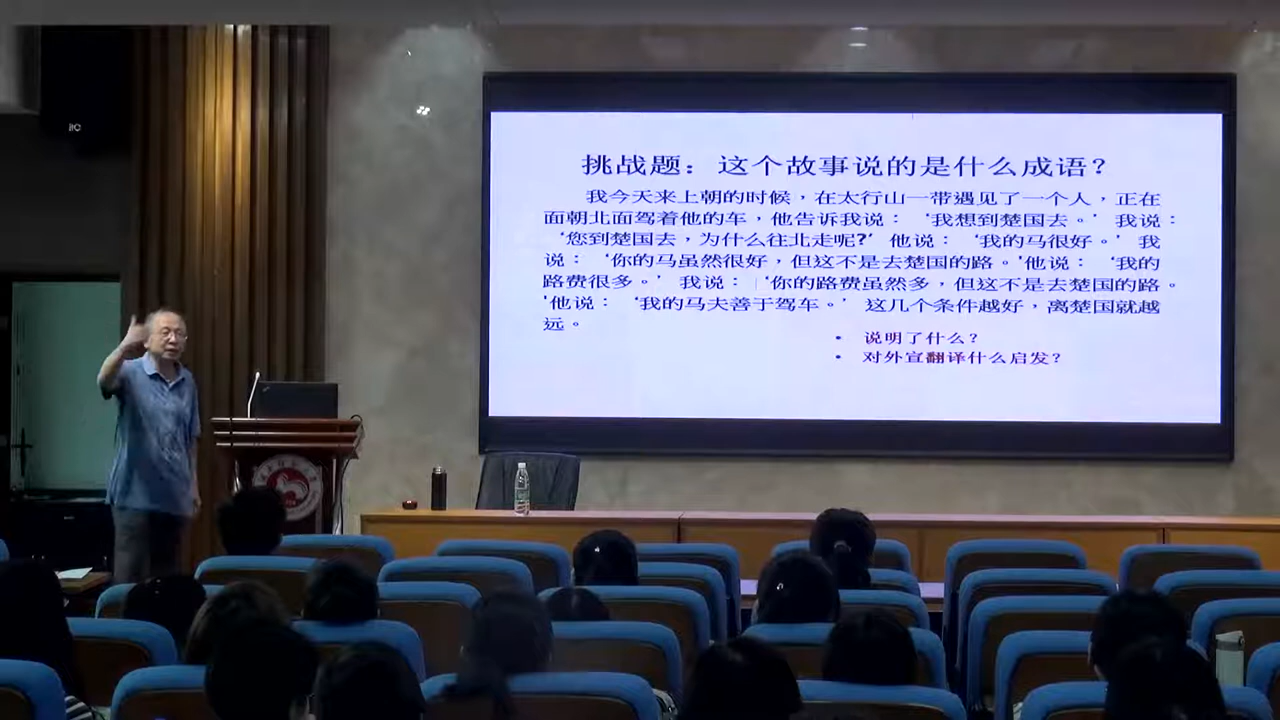 挑战题：这个故事说的是什么成语？
我今天来上朝的时候，在太行山一带遇见了一个人，正在
面朝北面驾着他的车，他告诉我说：‘我想到楚国去。’我说：
‘您到楚国去，为什么往北走呢?’他说：‘我的马很好。’我
说：‘你的马虽然很好，但这不是去楚国的路。'他说：‘我的
路费很多。’我说：‘你的路费虽然多，但这不是去楚国的路。
'他说：‘我的马夫善于驾车。’这几个条件越好，离楚国就越
远。
• 说明了什么？
• 对外宣翻译什么启发？